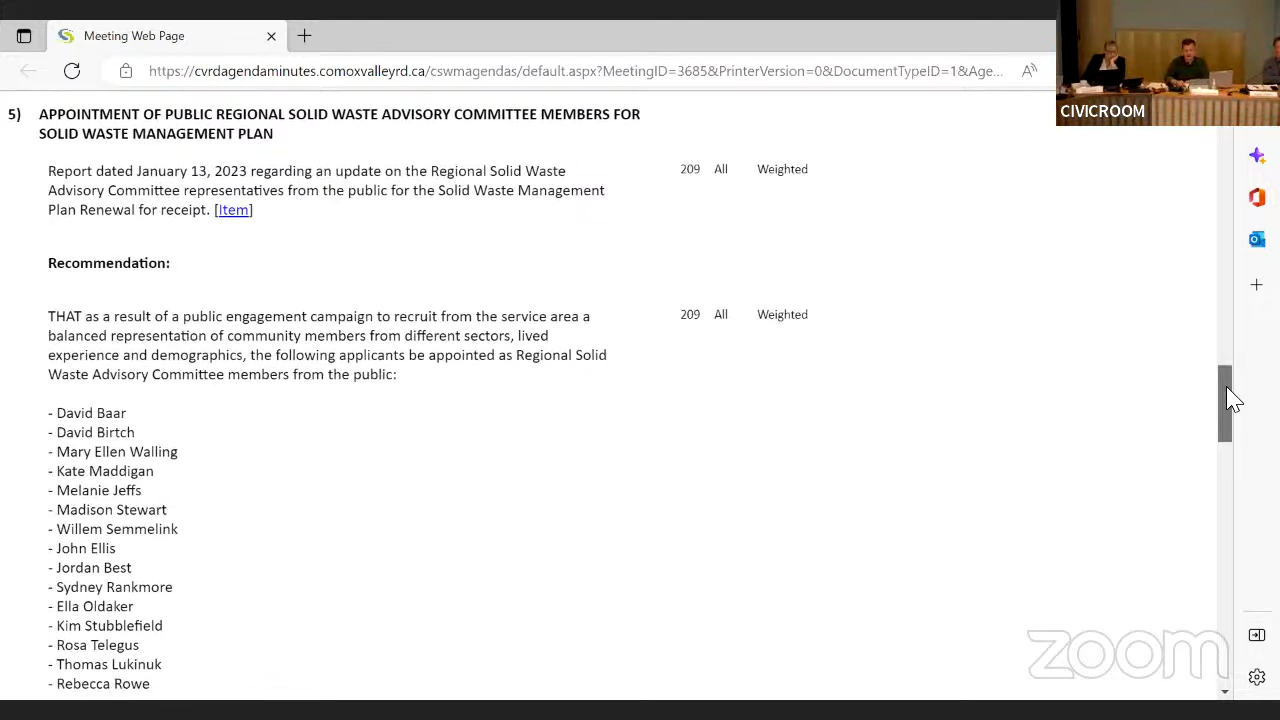 Meeting Web Page
https://cvrdagendaminutes.comoxvalleyrd.ca/cswmagendas/default.aspx?MeetingID=3685&PrinterVersion=0&DocumentTypeID=1&Age...
CIVICROOM
5) APPOINTMENT OF PUBLIC REGIONAL SOLID WASTE ADVISORY COMMITTEE MEMBERS FOR
SOLID WASTE MANAGEMENT PLAN
Report dated January 13, 2023 regarding an update on the Regional Solid Waste 209 All Weighted
Advisory Committee representatives from the public for the Solid Waste Management
Plan Renewal for receipt. [Item]
Recommendation:
THAT as a result of a public engagement campaign to recruit from the service area a 209 All Weighted
balanced representation of community members from different sectors, lived
experience and demographics, the following applicants be appointed as Regional Solid
Waste Advisory Committee members from the public:
- David Baar
- David Birtch
- Mary Ellen Walling
- Kate Maddigan
- Melanie Jeffs
- Madison Stewart
- Willem Semmelink
- John Ellis
- Jordan Best
- Sydney Rankmore
- Ella Oldaker
- Kim Stubblefield
- Rosa Telegus
- Thomas Lukinuk
- Rebecca Rowe
zoom